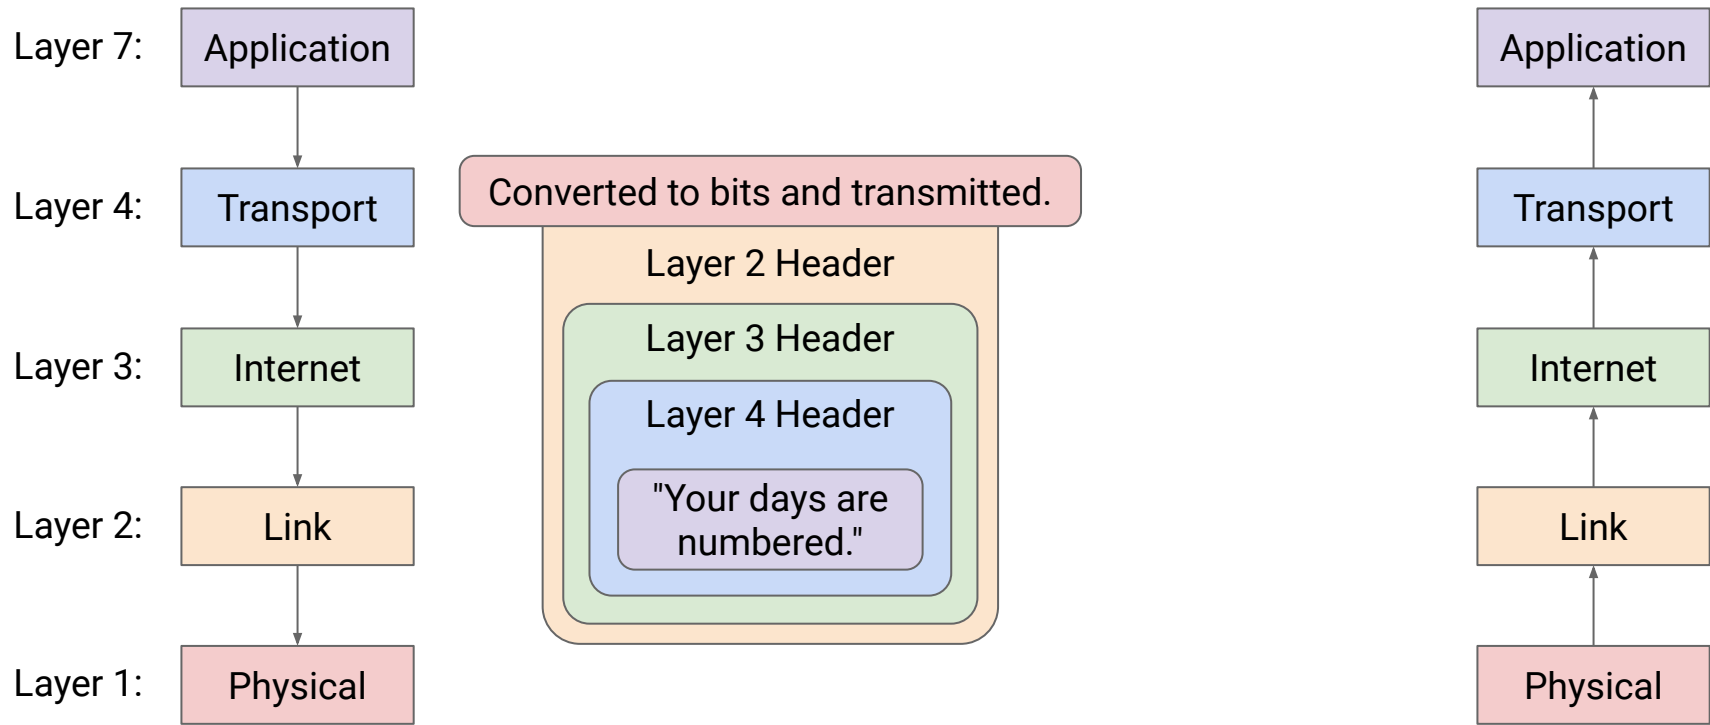 Layer 7:
Application
Layer 4:
Transport
Layer 3:
Internet
Layer 2:
Link
Layer 1:
Physical
Converted to bits and transmitted.
Layer 2 Header
Layer 3 Header
Layer 4 Header
"Your days are
numbered."
Application
Transport
Internet
Link
Physical